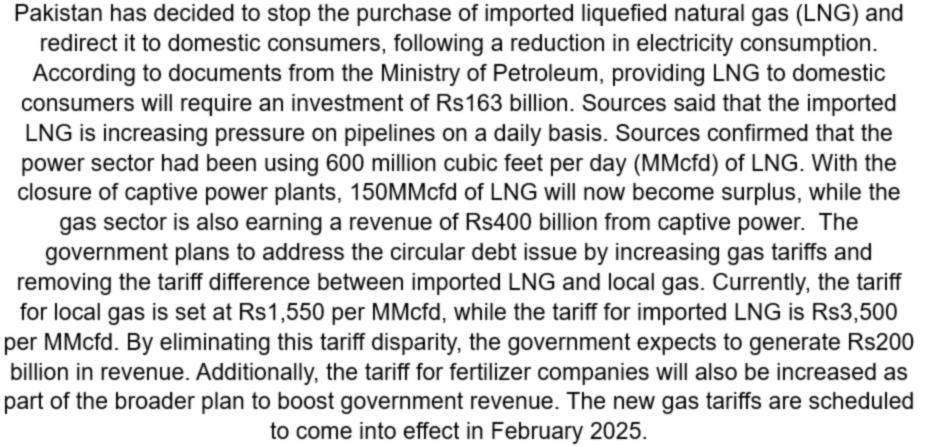 Pakistan has decided to stop the purchase of imported liquefied natural gas (LNG) and
redirect it to domestic consumers, following a reduction in electricity consumption.
According to documents from the Ministry of Petroleum, providing LNG to domestic
consumers will require an investment of Rs163 billion. Sources said that the imported
LNG is increasing pressure on pipelines on a daily basis. Sources confirmed that the
power sector had been using 600 million cubic feet per day (MMcfd) of LNG. With the
closure of captive power plants, 150MMcfd of LNG will now become surplus, while the
gas sector is also earning a revenue of Rs400 billion from captive power.  The
government plans to address the circular debt issue by increasing gas tariffs and
removing the tariff difference between imported LNG and local gas. Currently, the tariff
for local gas is set at Rs1,550 per MMcfd, while the tariff for imported LNG is Rs3,500
per MMcfd. By eliminating this tariff disparity, the government expects to generate Rs200
billion in revenue. Additionally, the tariff for fertilizer companies will also be increased as
part of the broader plan to boost government revenue. The new gas tariffs are scheduled
to come into effect in February 2025.